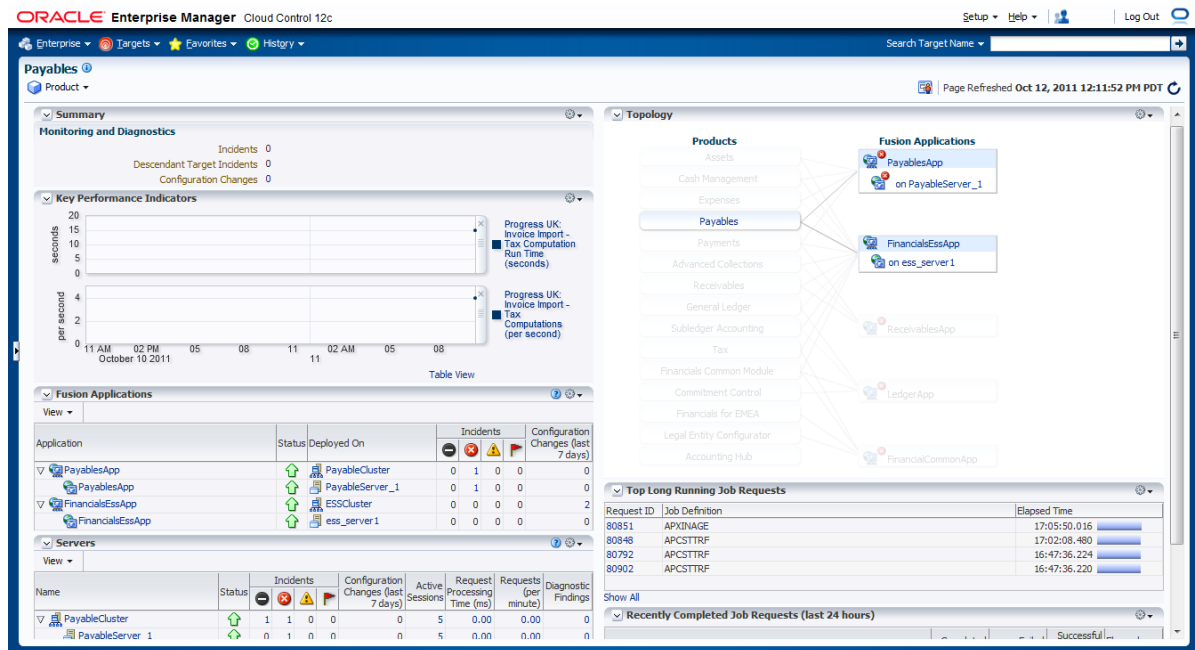 ORACLE Enterprise Manager Cloud Control 12c
Setup Help Log Out
Enterprise Targets Favorites History Search Target Name
Payables
Product
Page Refreshed Oct 12, 2011 12:11:52 PM PDT
Summary
Monitoring and Diagnostics
Incidents 0
Descendant Target Incidents 0
Configuration Changes 0
Key Performance Indicators
20
15
10
5
0
seconds
Progress UK:
Invoice Import -
Tax Computation
Run Time
(seconds)
4
2
0
per second
Progress UK:
Invoice Import -
Tax
Computations
(per second)
11 AM 02 PM 05 08 11 02 AM 05 08
October 10 2011 11
Table View
Fusion Applications
View
Application Status Deployed On Incidents Configuration Changes (last 7 days)
PayablesApp PayableCluster 0 1 0 0 0
PayablesApp PayableServer_1 0 1 0 0 0
FinancialsEssApp ESSCluster 0 0 0 0 2
FinancialsEssApp ess_server1 0 0 0 0 0
Servers
View
Name Status Incidents Configuration Changes (last 7 days) Active Sessions Request Processing Time (ms) Requests (per minute) Diagnostic Findings
PayableCluster 1 1 0 0 0 5 0.00 0.00 0
PayableServer_1 0 1 0 0 0 5 0.00 0.00 0
Topology
Products Fusion Applications
Assets
Cash Management
Expenses
Payables
Payments
Advanced Collections
Receivables
General Ledger
Subledger Accounting
Tax
Financials Common Module
Commitment Control
Financials for EMEA
Legal Entity Configurator
Accounting Hub
PayablesApp
on PayableServer_1
FinancialsEssApp
on ess_server1
ReceivablesApp
LedgerApp
FinancialCommonApp
Top Long Running Job Requests
Request ID Job Definition Elapsed Time
80851 APXINAGE 17:05:50.016
80848 APCSTTRF 17:02:08.480
80792 APCSTTRF 16:47:36.224
80902 APCSTTRF 16:47:36.220
Show All
Recently Completed Job Requests (last 24 hours)
Successful